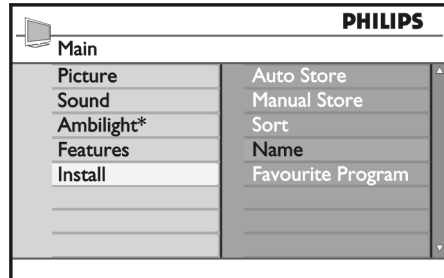 PHILIPS
Main
Picture
Sound
Ambilight*
Features
Install
Auto Store
Manual Store
Sort
Name
Favourite Program